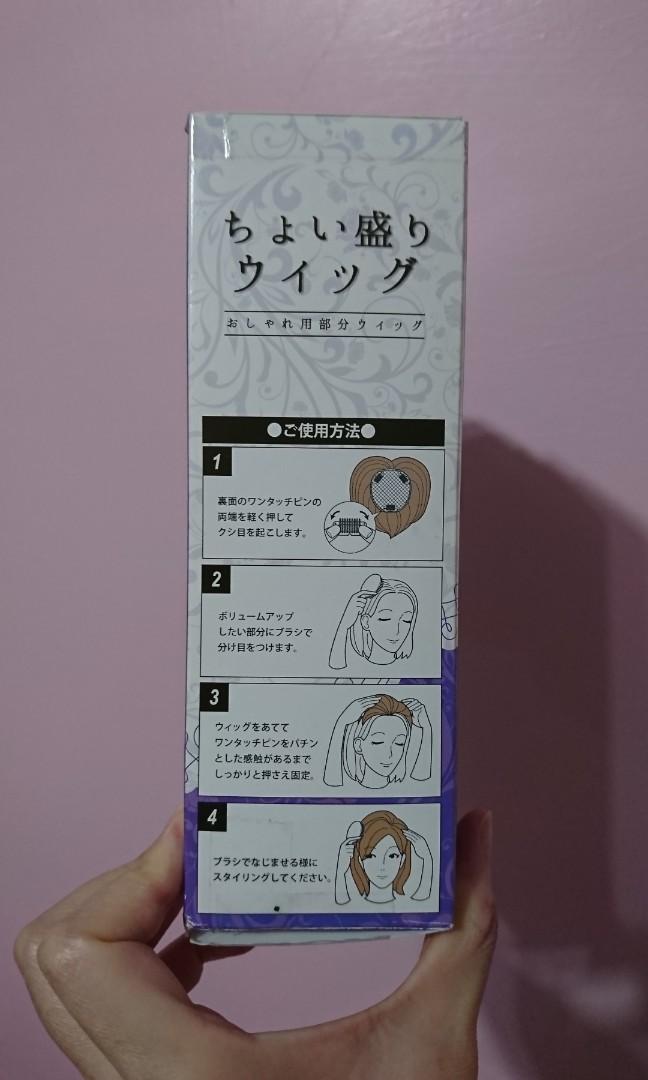 ちょい盛り
ウイッグ
おしゃれ用部分ウィッグ
●ご使用方法●
1
裏面のワンタッチピンの
両端を軽く押して
クシ目を起こします。
2
ボリュームアップ
したい部分にブラシで
分け目をつけます。
3
ウィッグをあてて
ワンタッチピンをパチン
とした感触があるまで
しっかりと押さえ固定。
4
ブラシでなじませる様に
スタイリングしてください。